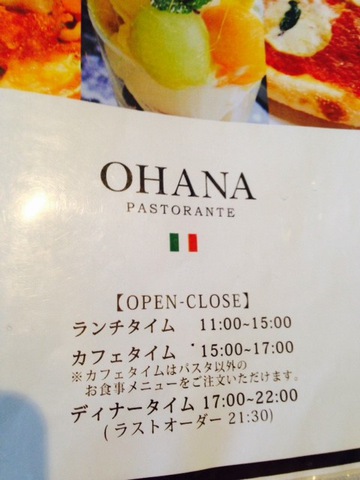 OHANA
PASTORANTE
【OPEN-CLOSE】
ランチタイム 11:00~15:00
カフェタイム 15:00~17:00
※カフェタイムはパスタ以外の
お食事メニューをご注文いただけます。
ディナータイム 17:00~22:00
(ラストオーダー 21:30)